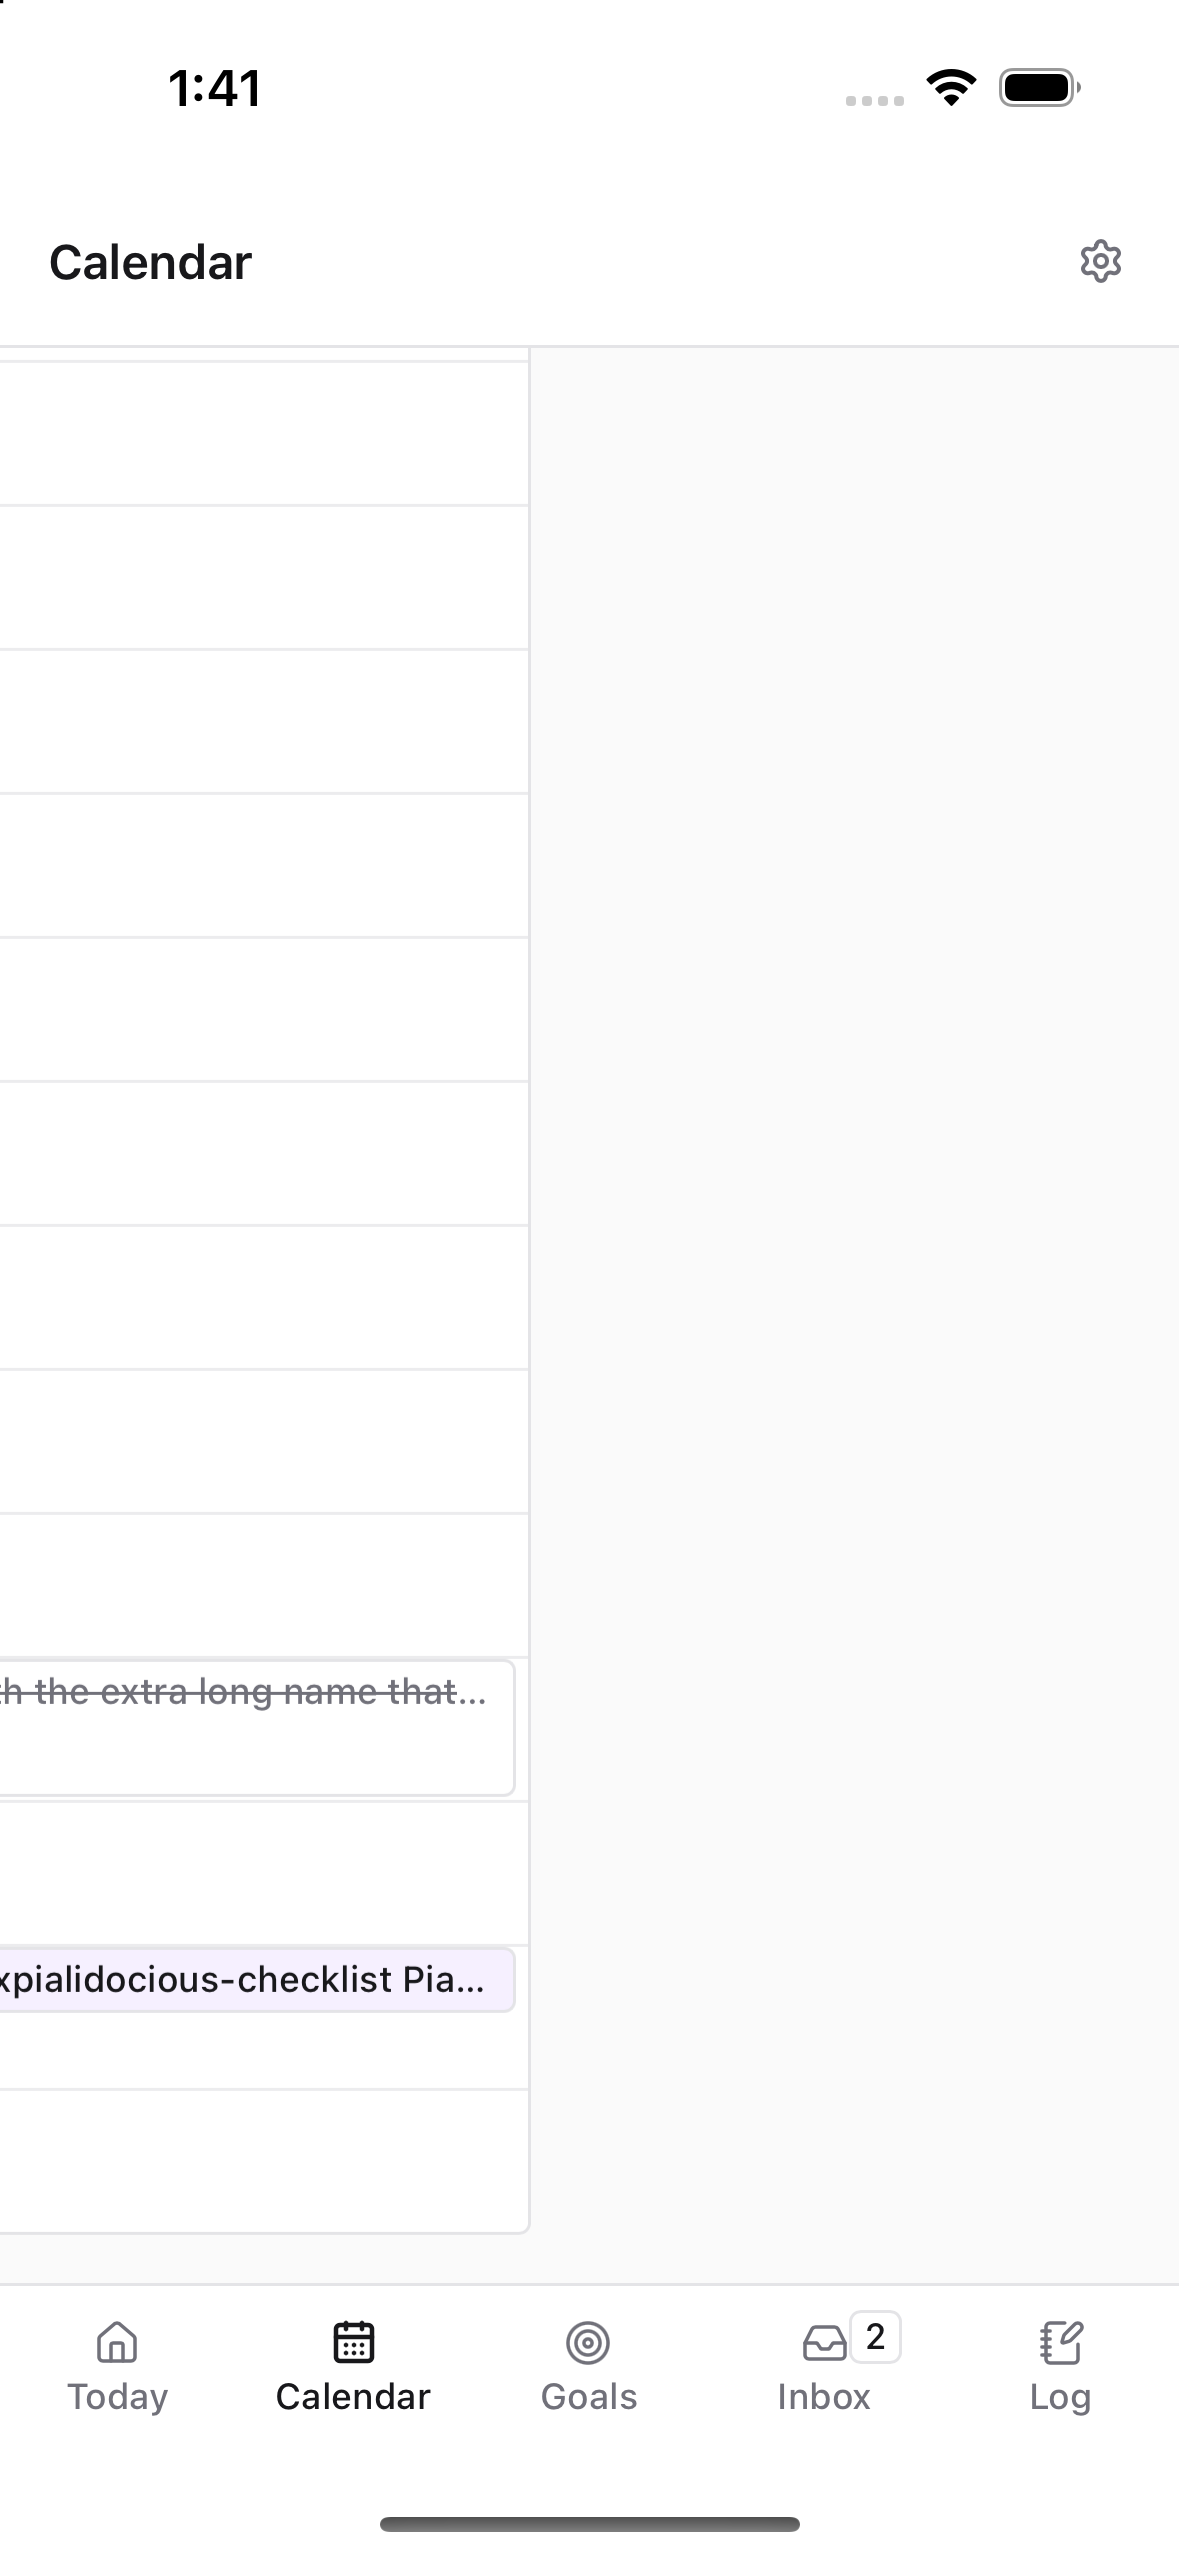 1:41
Calendar
the extra long name that...
xpialidocious-checklist Pia...
2
Today
Calendar
Goals
Inbox
Log